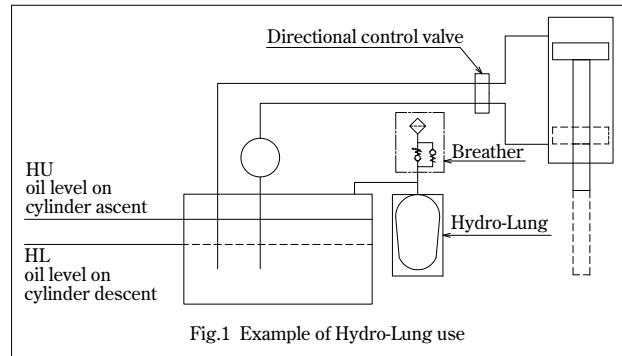 Directional control valve
Breather
HU
oil level on
cylinder ascent
Hydro-Lung
HL
oil level on
cylinder descent
Fig.1 Example of Hydro-Lung use